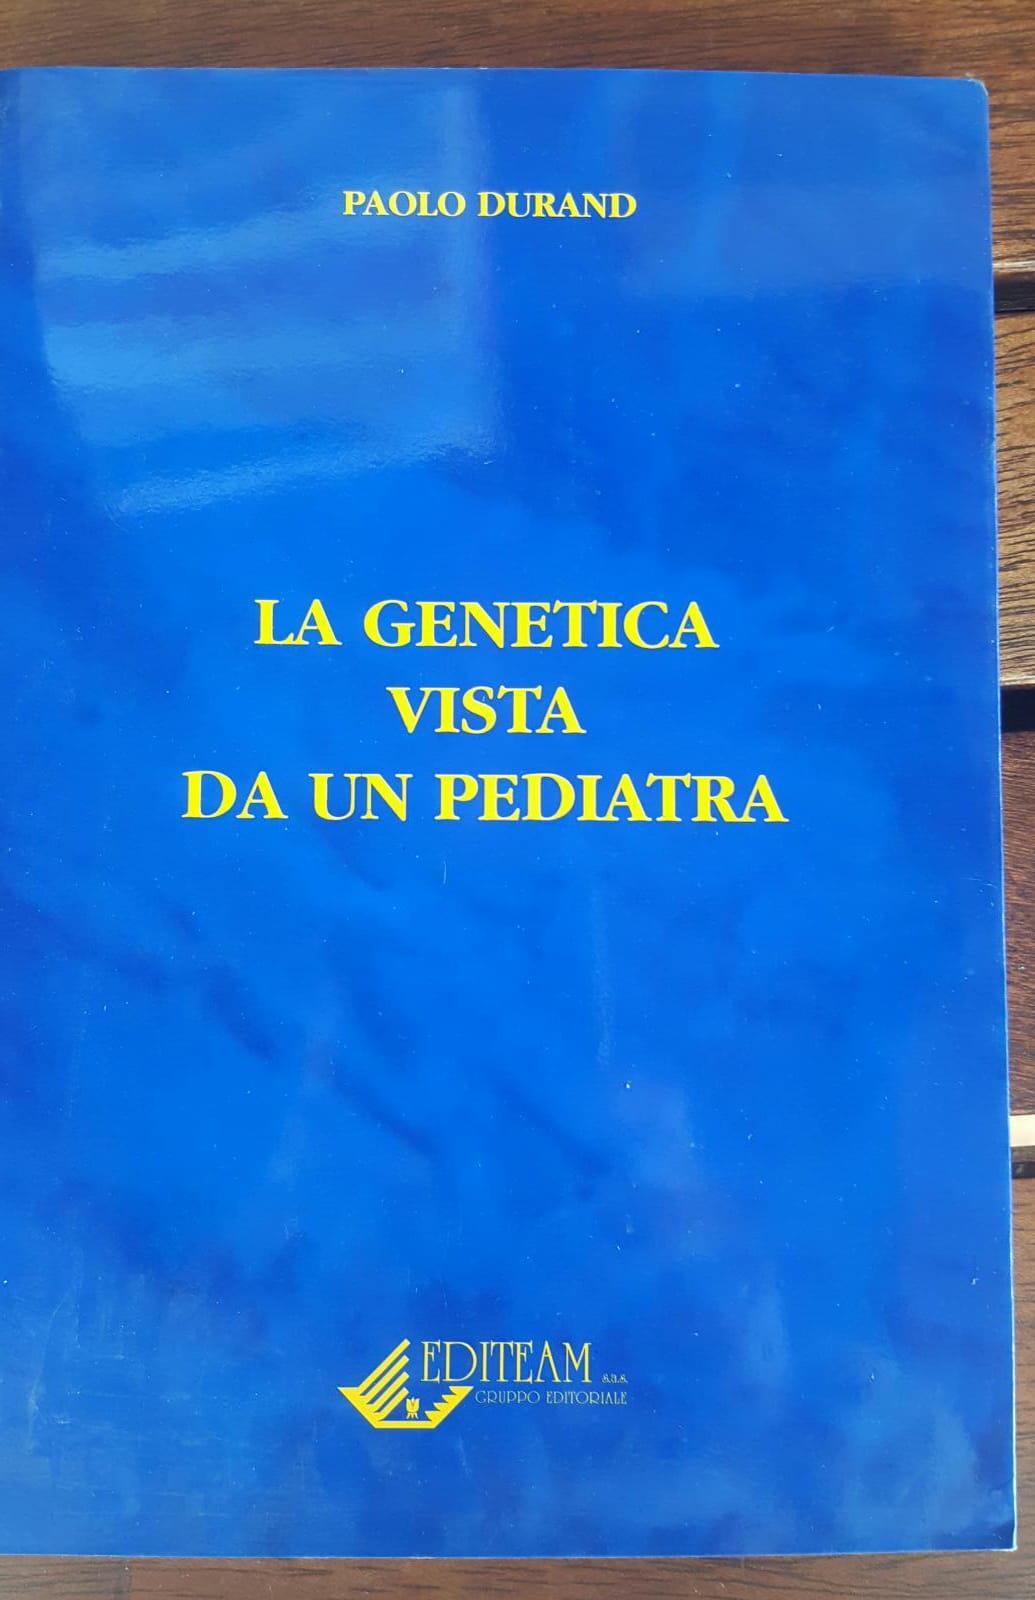 PAOLO DURAND
LA GENETICA
VISTA
DA UN PEDIATRA
EDITEAM s.a.s.
GRUPPO EDITORIALE